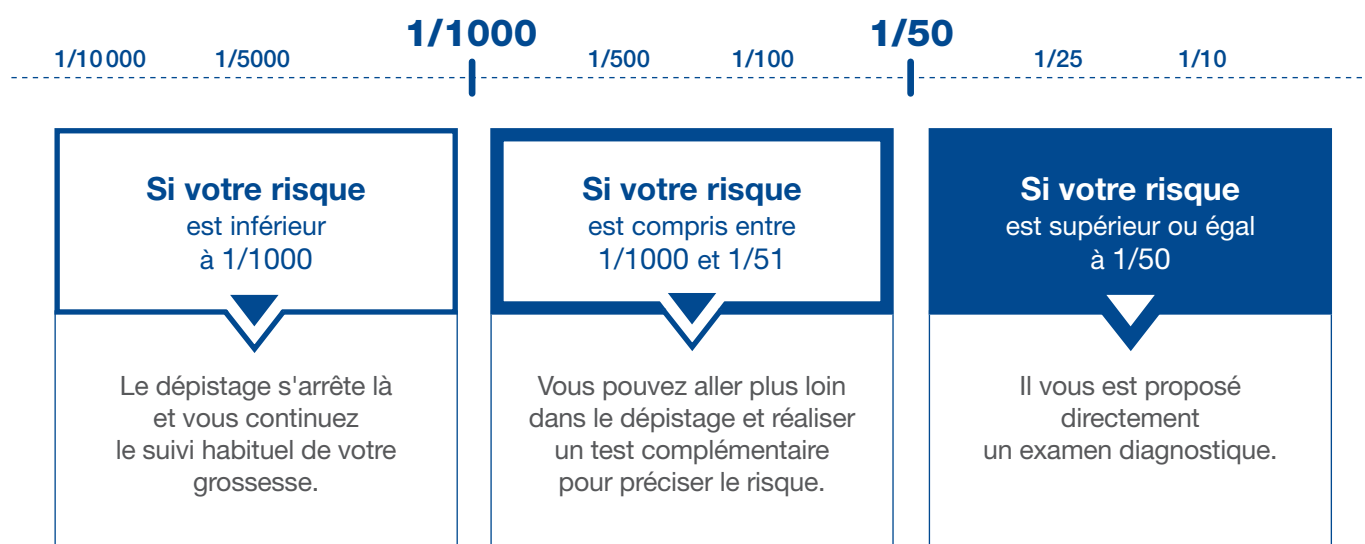 1/10 000
1/5000
1/1000
1/500
1/100
1/50
1/25
1/10
Si votre risque
est inférieur
à 1/1000
Le dépistage s'arrête là
et vous continuez
le suivi habituel de votre
grossesse.
Si votre risque
est compris entre
1/1000 et 1/51
Vous pouvez aller plus loin
dans le dépistage et réaliser
un test complémentaire
pour préciser le risque.
Si votre risque
est supérieur ou égal
à 1/50
Il vous est proposé
directement
un examen diagnostique.